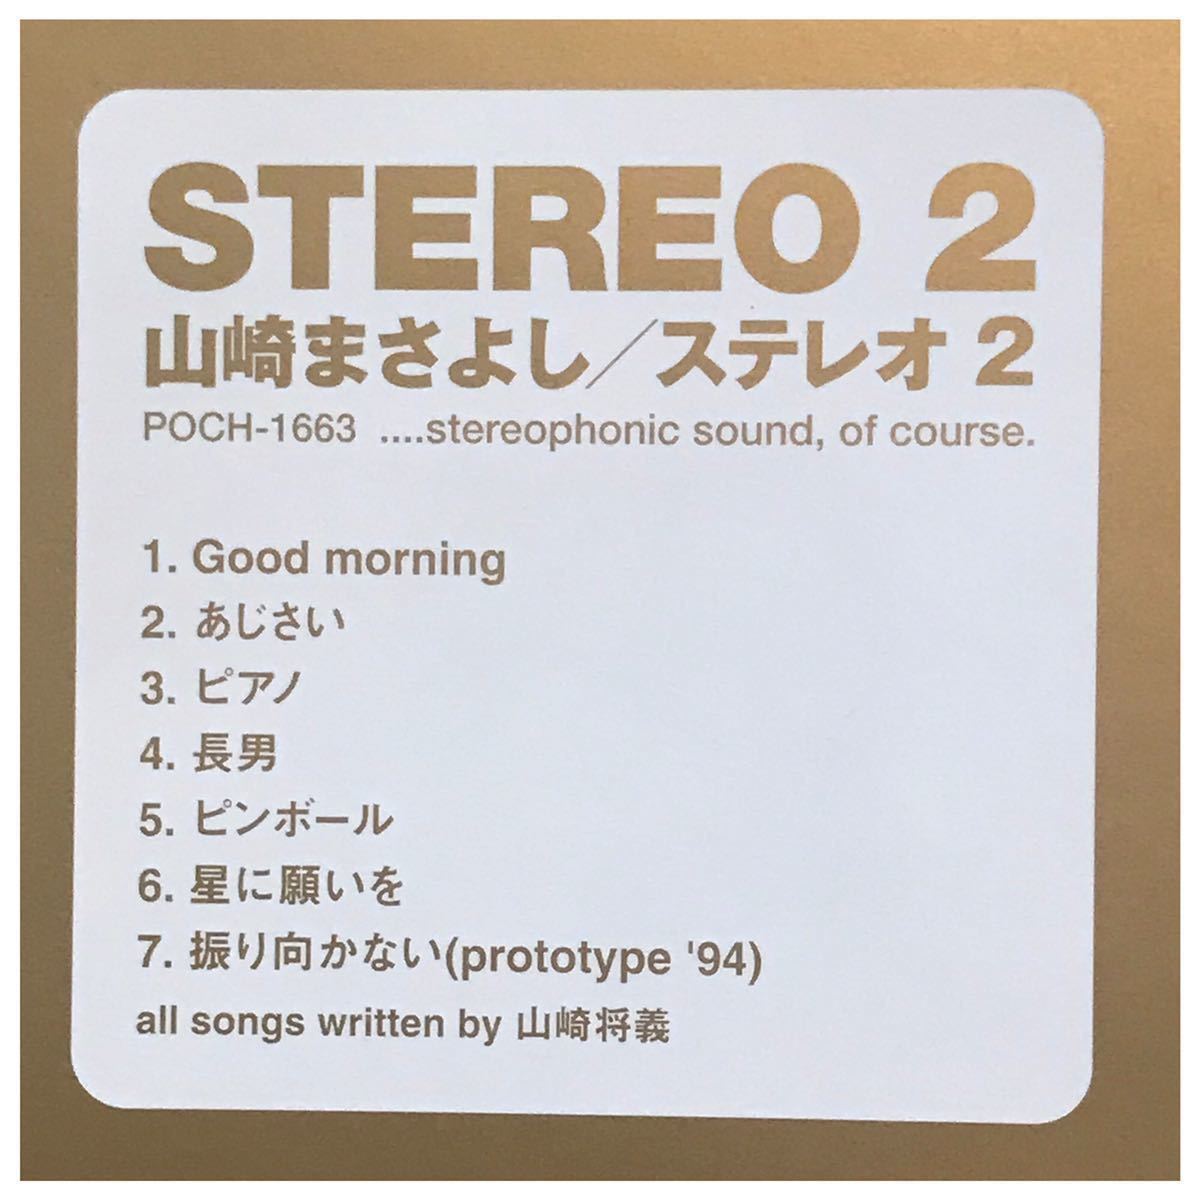 STEREO 2
山崎まさよし／ステレオ 2
POCH-1663 ....stereophonic sound, of course.
1. Good morning
2. あじさい
3. ピアノ
4. 長男
5. ピンボール
6. 星に願いを
7. 振り向かない(prototype '94)
all songs written by 山崎将義